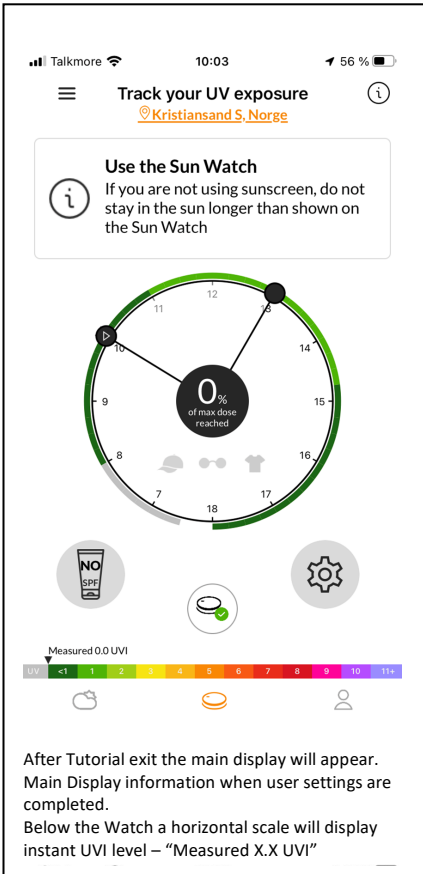 Talkmore 10:03 56 %
Track your UV exposure
Kristiansand S, Norge
Use the Sun Watch
If you are not using sunscreen, do not
stay in the sun longer than shown on
the Sun Watch
12
11
13
10
14
0%
of max dose
reached
9
15
8
16
7
17
18
NO
SPF
Measured 0.0 UVI
UV <1 1 2 3 4 5 6 7 8 9 10 11+
After Tutorial exit the main display will appear.
Main Display information when user settings are
completed.
Below the Watch a horizontal scale will display
instant UVI level – “Measured X.X UVI”